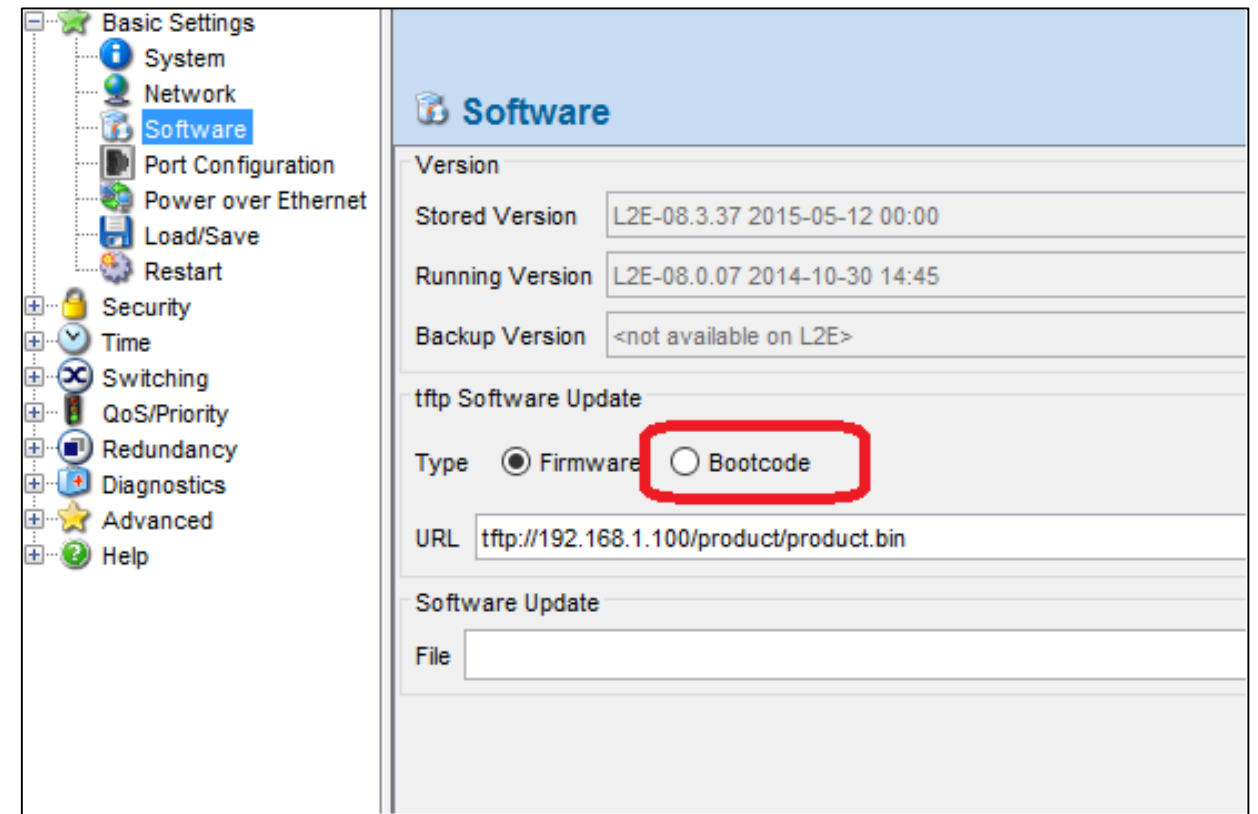 Basic Settings
System
Network
Software
Port Configuration
Power over Ethernet
Load/Save
Restart
Security
Time
Switching
QoS/Priority
Redundancy
Diagnostics
Advanced
Help
Software
Version
Stored Version L2E-08.3.37 2015-05-12 00:00
Running Version L2E-08.0.07 2014-10-30 14:45
Backup Version <not available on L2E>
tftp Software Update
Type Firmware Bootcode
URL tftp://192.168.1.100/product/product.bin
Software Update
File